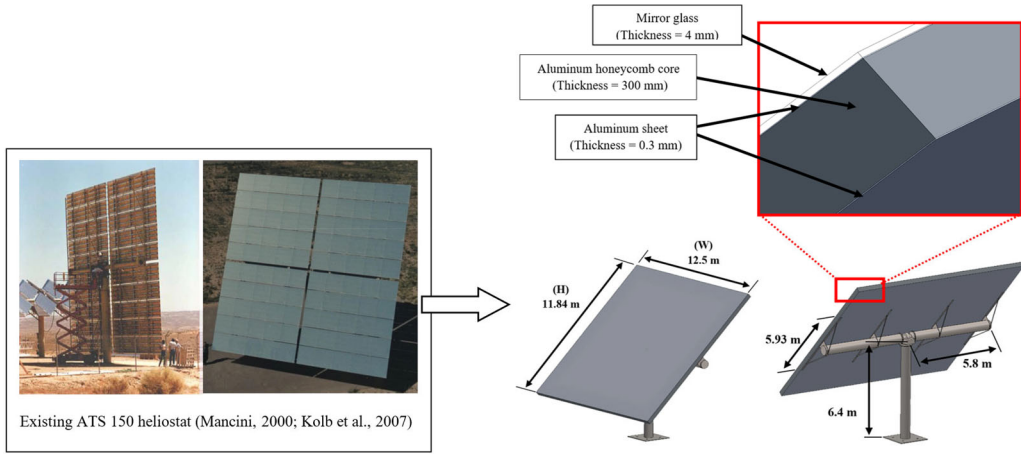 Mirror glass
(Thickness = 4 mm)
Aluminum honeycomb core
(Thickness = 300 mm)
Aluminum sheet
(Thickness = 0.3 mm)
(W)
12.5 m
(H)
11.84 m
5.93 m
5.8 m
6.4 m
Existing ATS 150 heliostat (Mancini, 2000; Kolb et al., 2007)